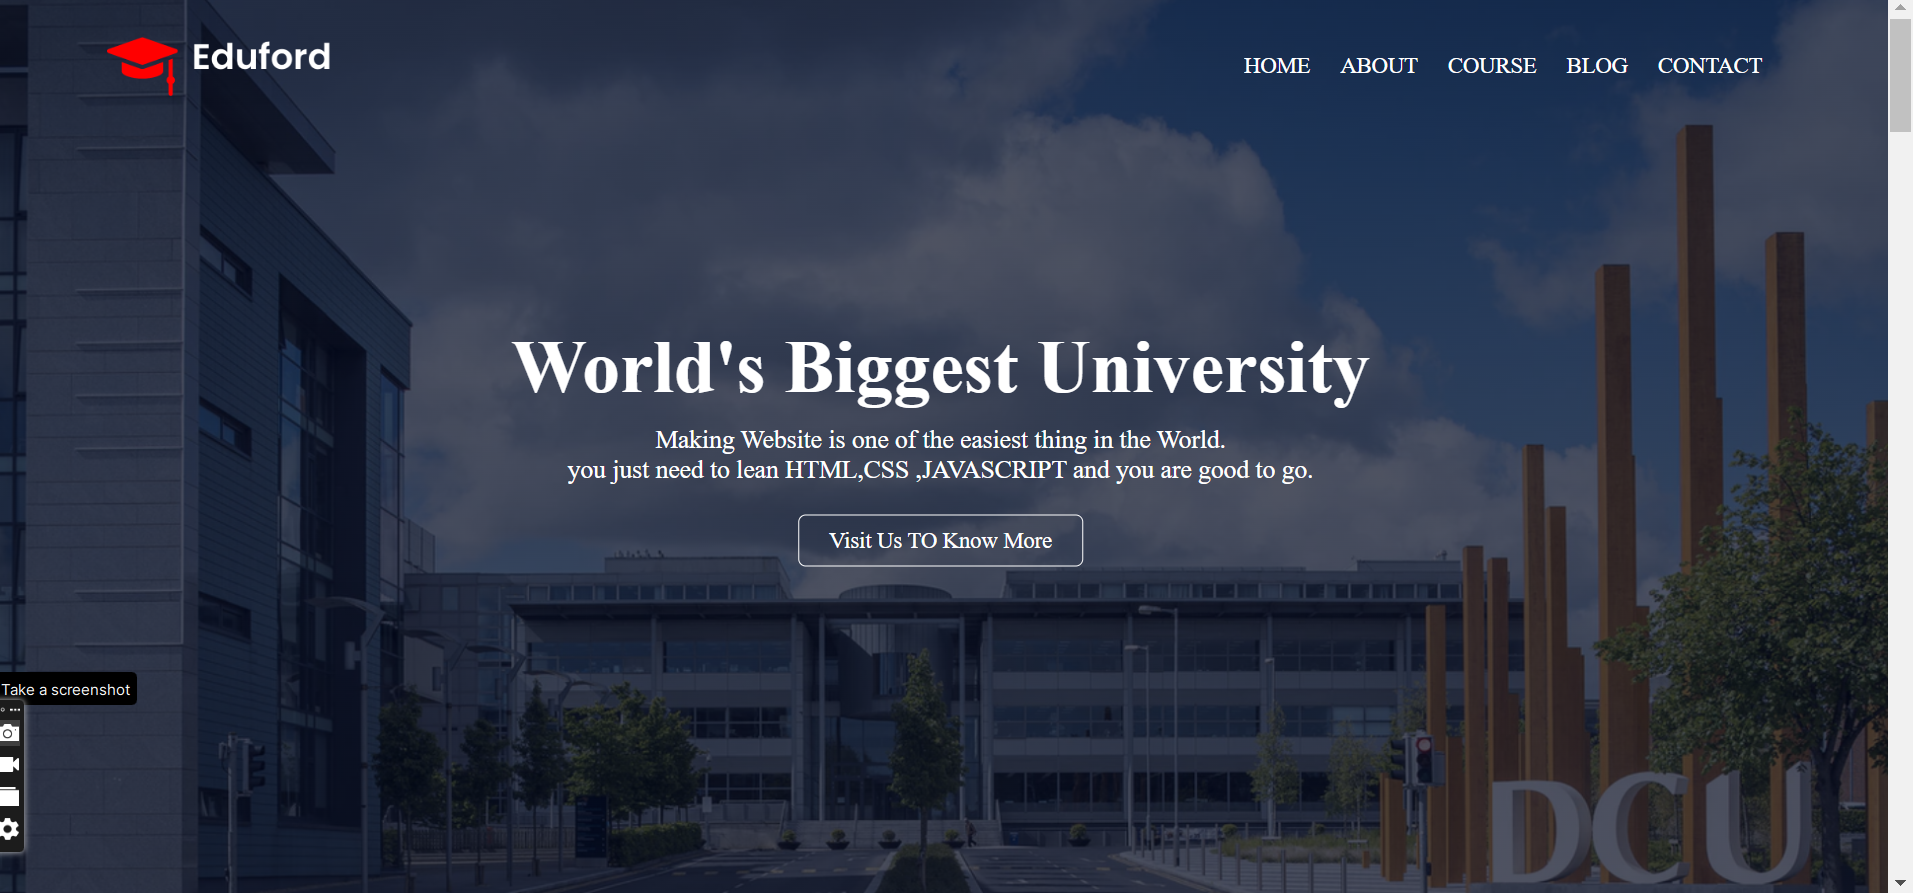 Eduford
HOME ABOUT COURSE BLOG CONTACT
World's Biggest University
Making Website is one of the easiest thing in the World.
you just need to lean HTML,CSS ,JAVASCRIPT and you are good to go.
Visit Us TO Know More
Take a screenshot
DCU